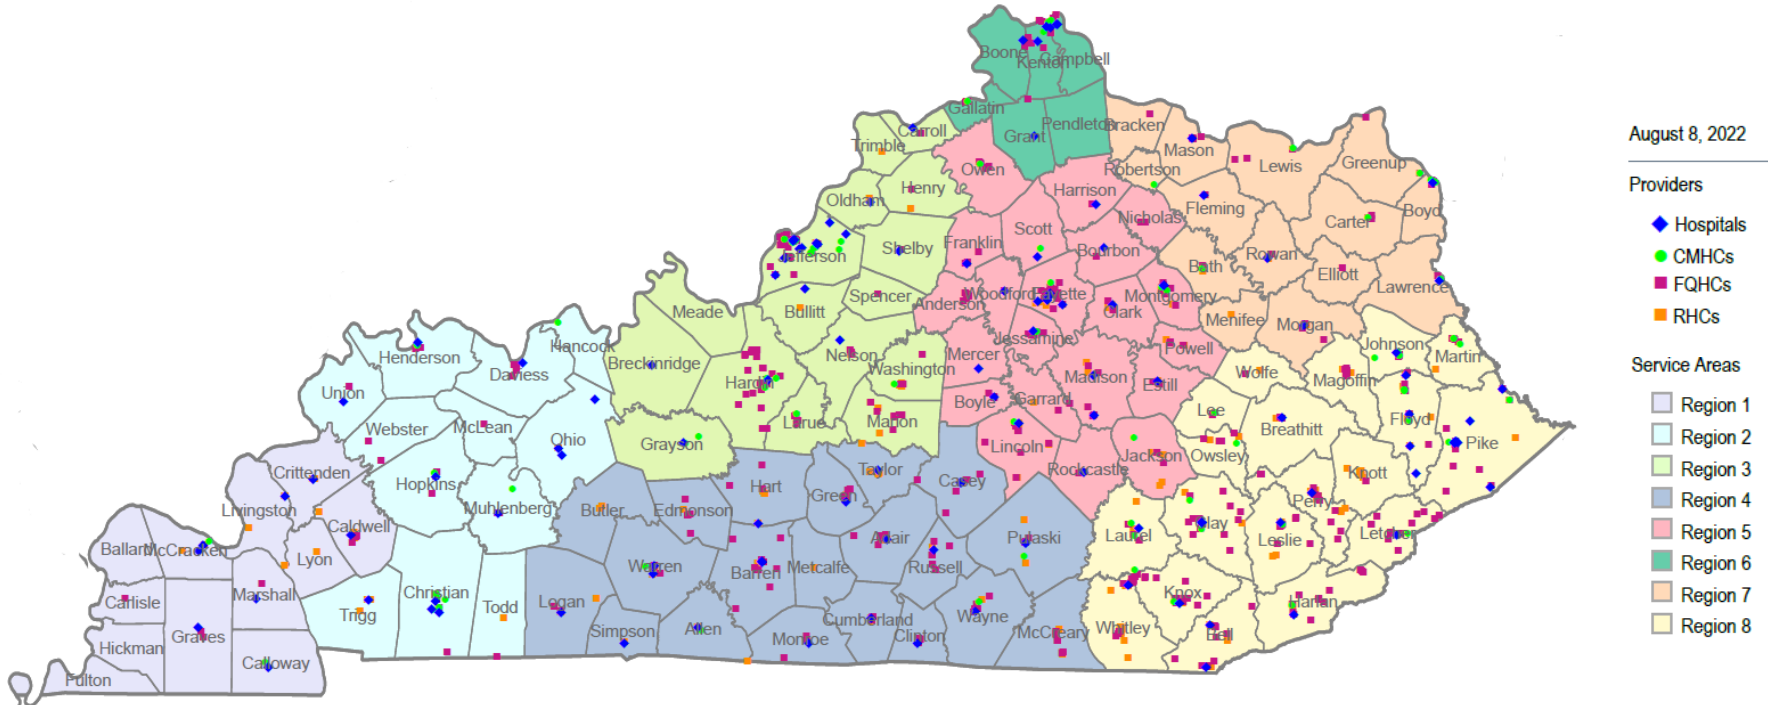 Boone
Campbell
Kenton
Gallatin
Grant
Pendleton
Carroll
Trimble
Owen
Bracken
Mason
Robertson
Lewis
Greenup
Henry
Oldham
Harrison
Nicholas
Fleming
Carter
Boyd
Jefferson
Shelby
Franklin
Scott
Bourbon
Bath
Rowan
Elliott
Lawrence
Meade
Bullitt
Spencer
Anderson
Woodford
Fayette
Clark
Montgomery
Menifee
Morgan
Henderson
Hancock
Daviess
Breckinridge
Hardin
Nelson
Washington
Mercer
Jessamine
Madison
Estill
Powell
Wolfe
Magoffin
Johnson
Martin
Union
Webster
McLean
Ohio
Grayson
Larue
Marion
Boyle
Garrard
Lincoln
Rockcastle
Jackson
Lee
Owsley
Breathitt
Floyd
Pike
Crittenden
Hopkins
Muhlenberg
Butler
Edmonson
Hart
Green
Taylor
Casey
Pulaski
Laurel
Clay
Perry
Knott
Leslie
Letcher
Livingston
Caldwell
Lyon
Ballard
McCracken
Carlisle
Marshall
Graves
Hickman
Calloway
Fulton
Trigg
Christian
Todd
Logan
Warren
Simpson
Allen
Barren
Metcalfe
Monroe
Adair
Russell
Cumberland
Clinton
Wayne
McCreary
Whitley
Knox
Bell
Harlan
August 8, 2022
Providers
Hospitals
CMHCs
FQHCs
RHCs
Service Areas
Region 1
Region 2
Region 3
Region 4
Region 5
Region 6
Region 7
Region 8